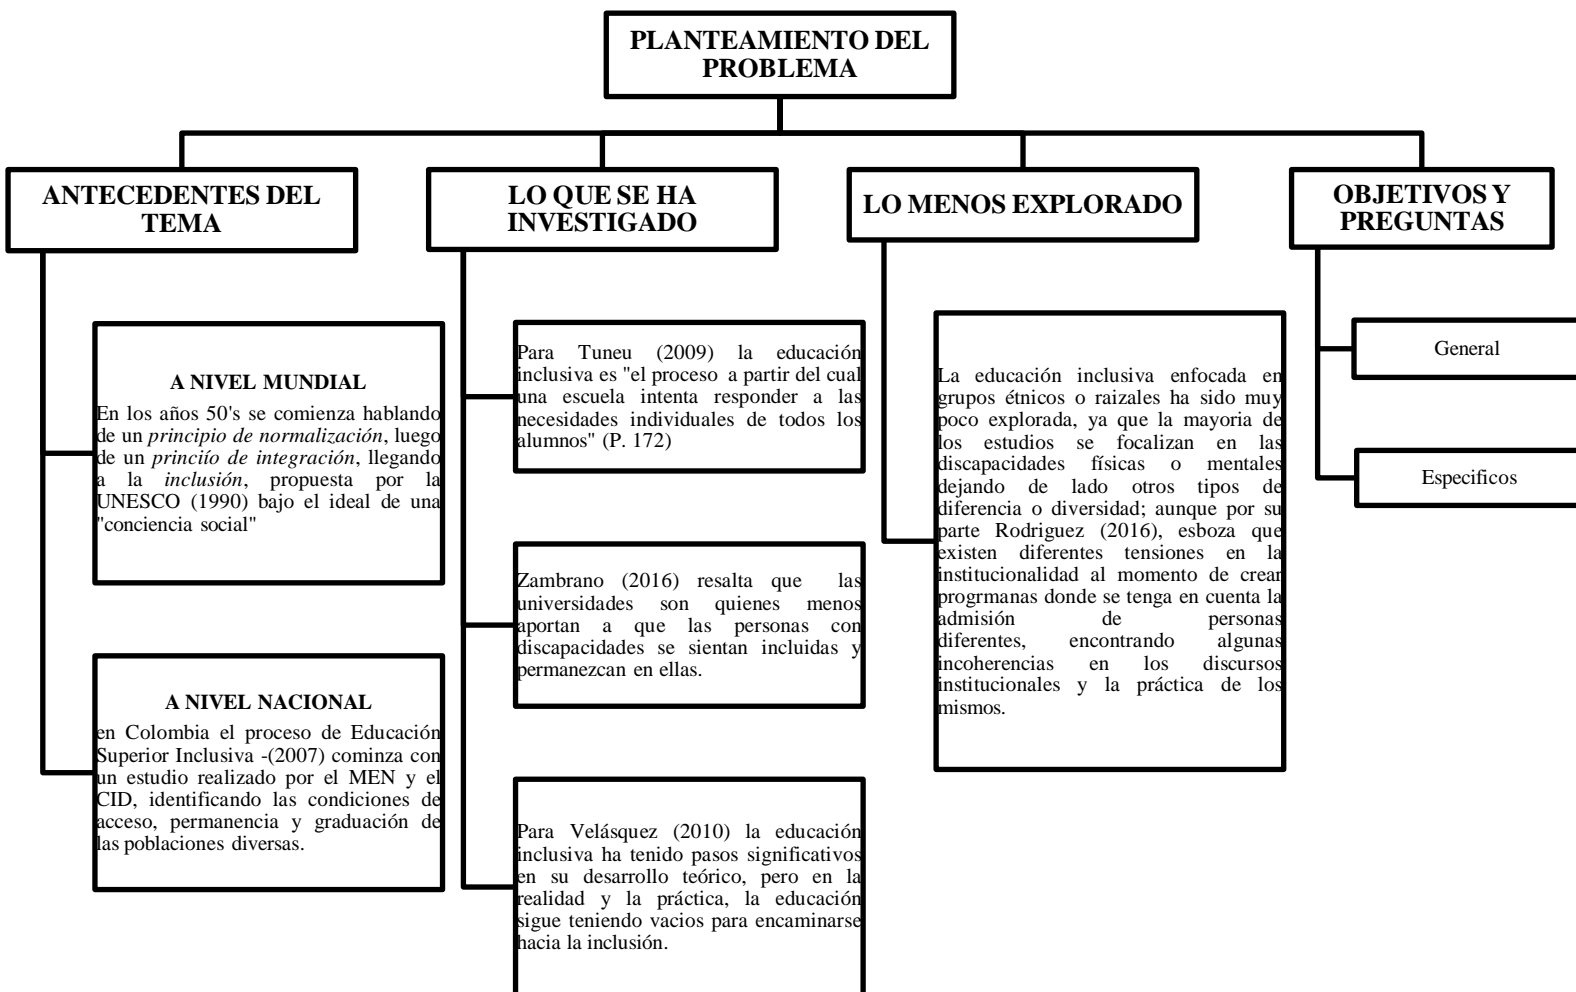 PLANTEAMIENTO DEL
PROBLEMA
ANTECEDENTES DEL
TEMA
A NIVEL MUNDIAL
En los años 50's se comienza hablando
de un principio de normalización, luego
de un princiío de integración, llegando
a la inclusión, propuesta por la
UNESCO (1990) bajo el ideal de una
"conciencia social"
A NIVEL NACIONAL
en Colombia el proceso de Educación
Superior Inclusiva -(2007) cominza con
un estudio realizado por el MEN y el
CID, identificando las condiciones de
acceso, permanencia y graduación de
las poblaciones diversas.
LO QUE SE HA
INVESTIGADO
Para Tuneu (2009) la educación
inclusiva es "el proceso a partir del cual
una escuela intenta responder a las
necesidades individuales de todos los
alumnos" (P. 172)
Zambrano (2016) resalta que las
universidades son quienes menos
aportan a que las personas con
discapacidades se sientan incluidas y
permanezcan en ellas.
Para Velásquez (2010) la educación
inclusiva ha tenido pasos significativos
en su desarrollo teórico, pero en la
realidad y la práctica, la educación
sigue teniendo vacios para encaminarse
hacia la inclusión.
LO MENOS EXPLORADO
La educación inclusiva enfocada en
grupos étnicos o raizales ha sido muy
poco explorada, ya que la mayoria de
los estudios se focalizan en las
discapacidades físicas o mentales
dejando de lado otros tipos de
diferencia o diversidad; aunque por su
parte Rodriguez (2016), esboza que
existen diferentes tensiones en la
institucionalidad al momento de crear
progrmanas donde se tenga en cuenta la
admisión de personas
diferentes, encontrando algunas
incoherencias en los discursos
institucionales y la práctica de los
mismos.
OBJETIVOS Y
PREGUNTAS
General
Especificos